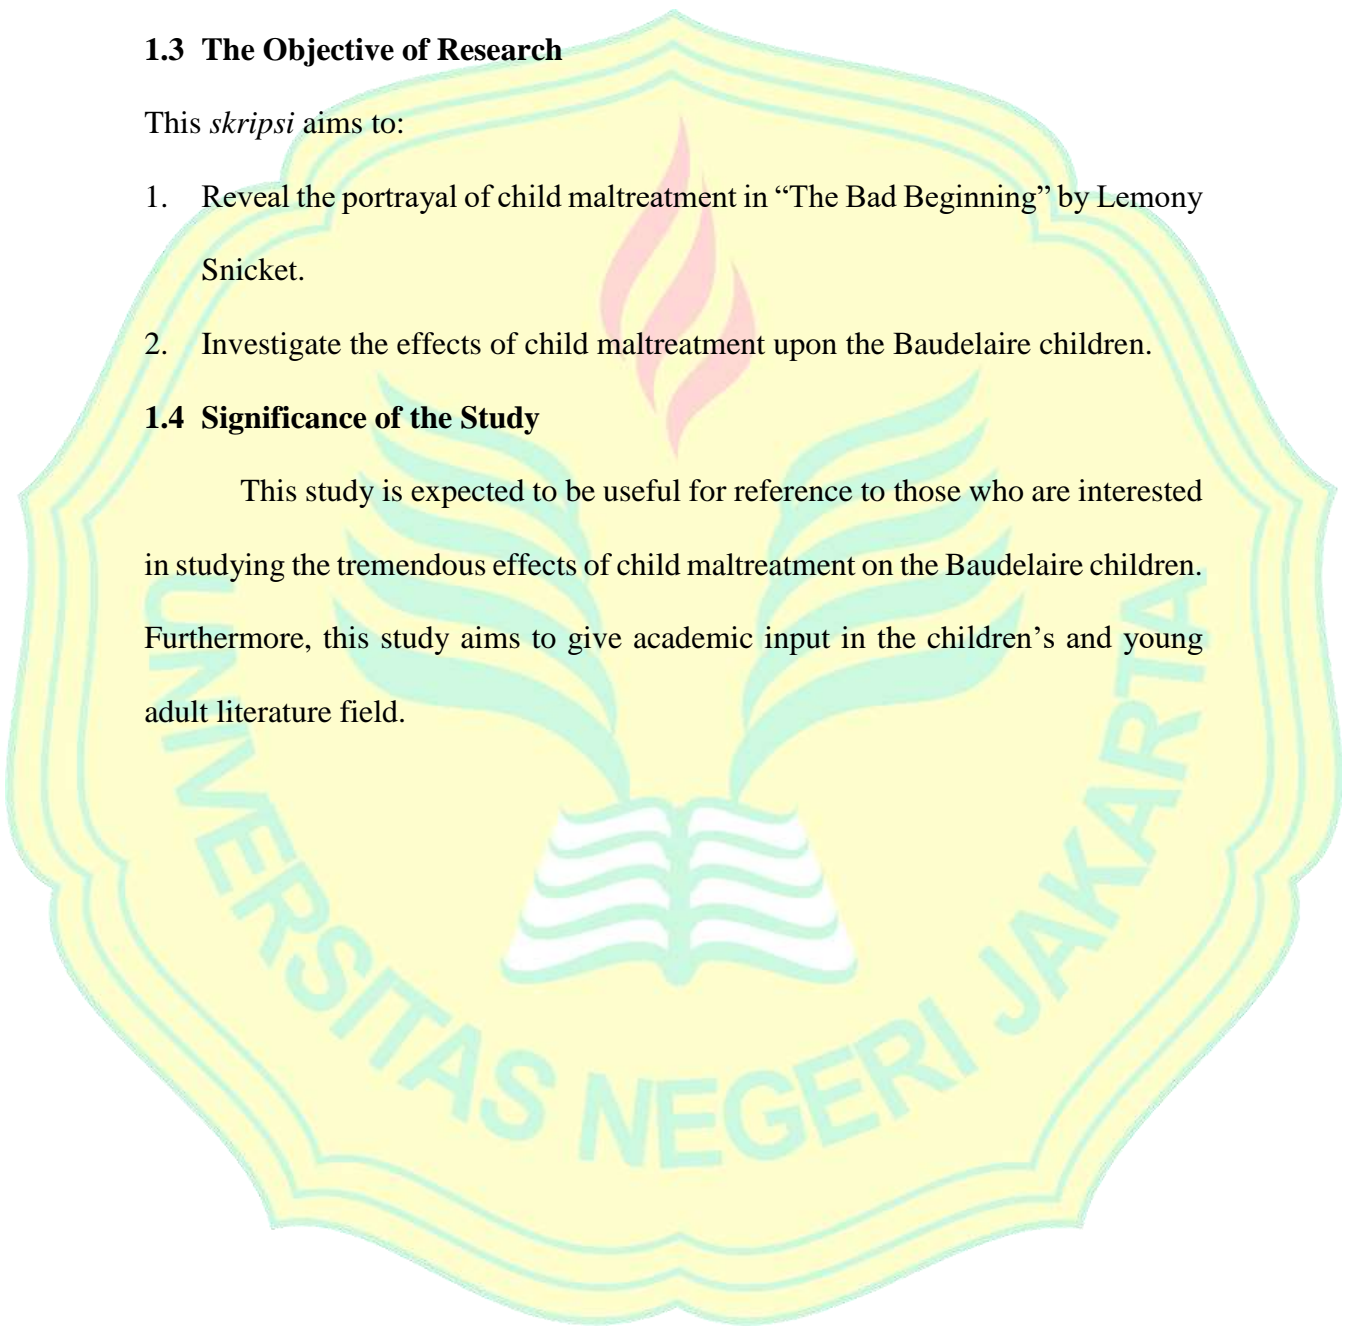 1.3 The Objective of Research
This skripsi aims to:
1. Reveal the portrayal of child maltreatment in “The Bad Beginning” by Lemony
Snicket.
2. Investigate the effects of child maltreatment upon the Baudelaire children.
1.4 Significance of the Study
This study is expected to be useful for reference to those who are interested
in studying the tremendous effects of child maltreatment on the Baudelaire children.
Furthermore, this study aims to give academic input in the children’s and young
adult literature field.
UNIVERSITAS NEGERI JAKARTA